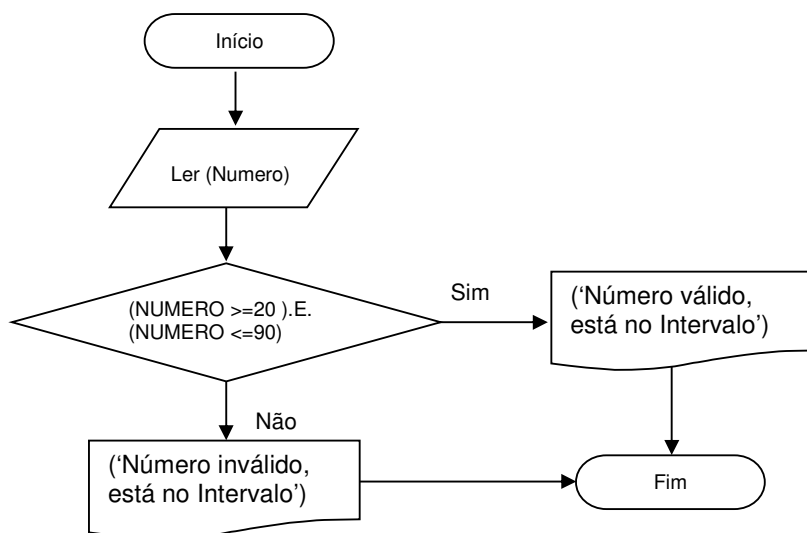 Início
Ler (Numero)
(NUMERO >=20 ).E.
(NUMERO <=90)
Sim
(‘Número válido,
está no Intervalo’)
Não
(‘Número inválido,
está no Intervalo’)
Fim